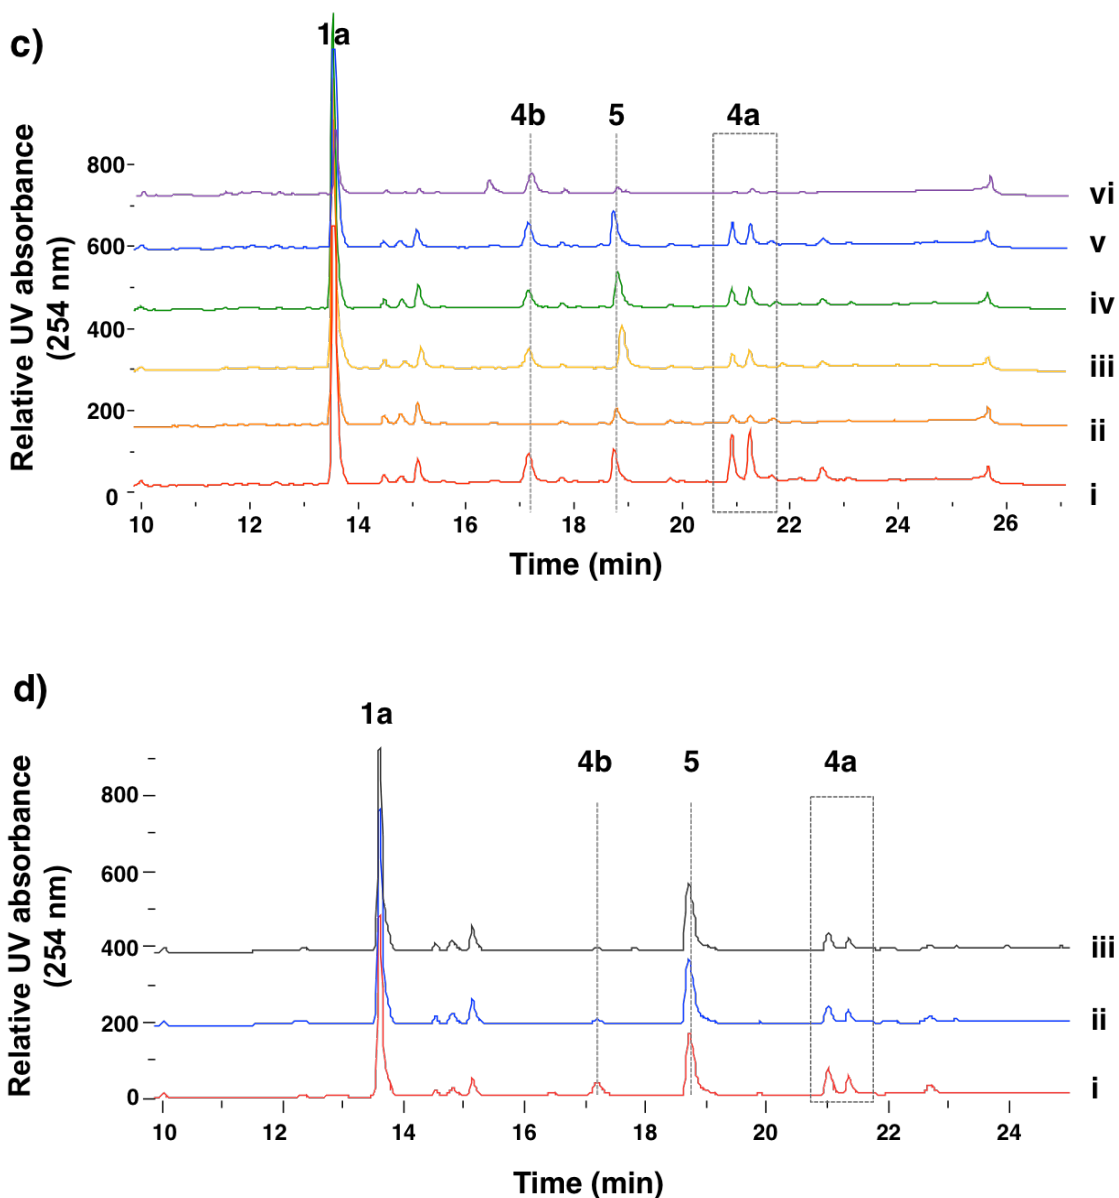 c)
1a
4b 5 4a
Relative UV absorbance
(254 nm)
800
600
400
200
0
vi
v
iv
iii
ii
i
10 12 14 16 18 20 22 24 26
Time (min)
d)
1a
4b 5 4a
Relative UV absorbance
(254 nm)
800
600
400
200
0
iii
ii
i
10 12 14 16 18 20 22 24
Time (min)